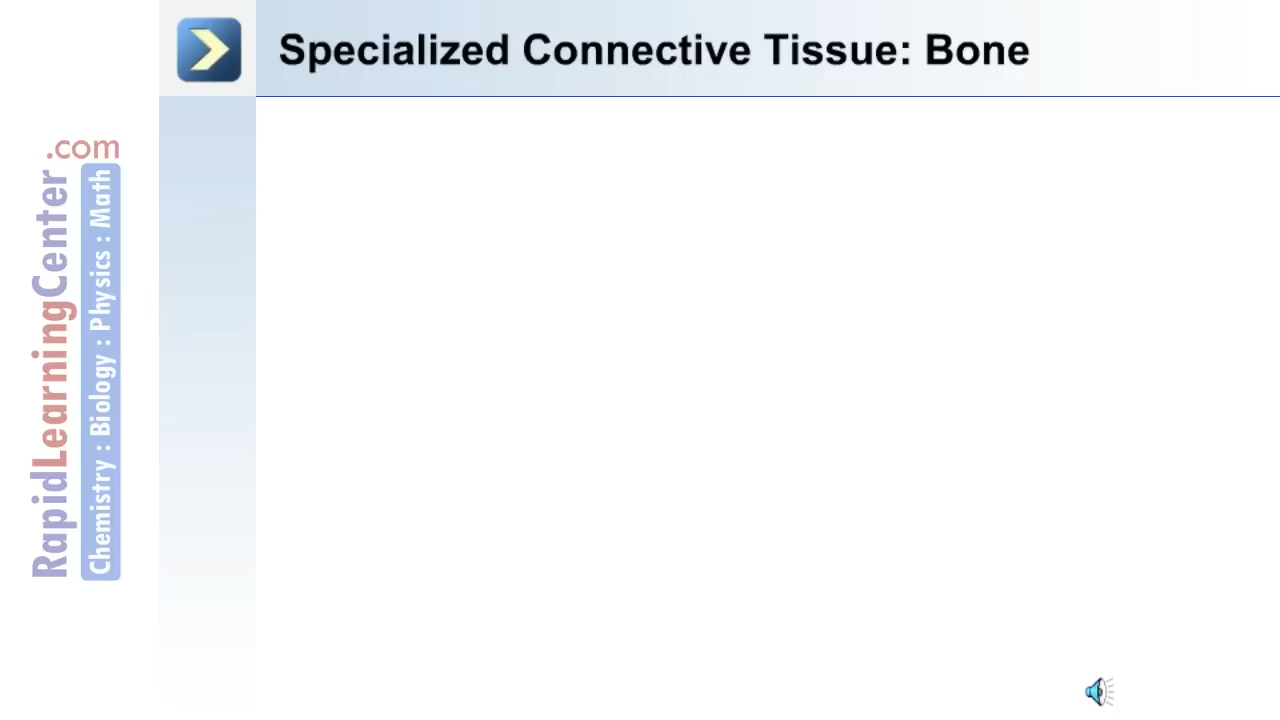 Specialized Connective Tissue: Bone
.com
RapidLearningCenter
Chemistry : Biology : Physics : Math